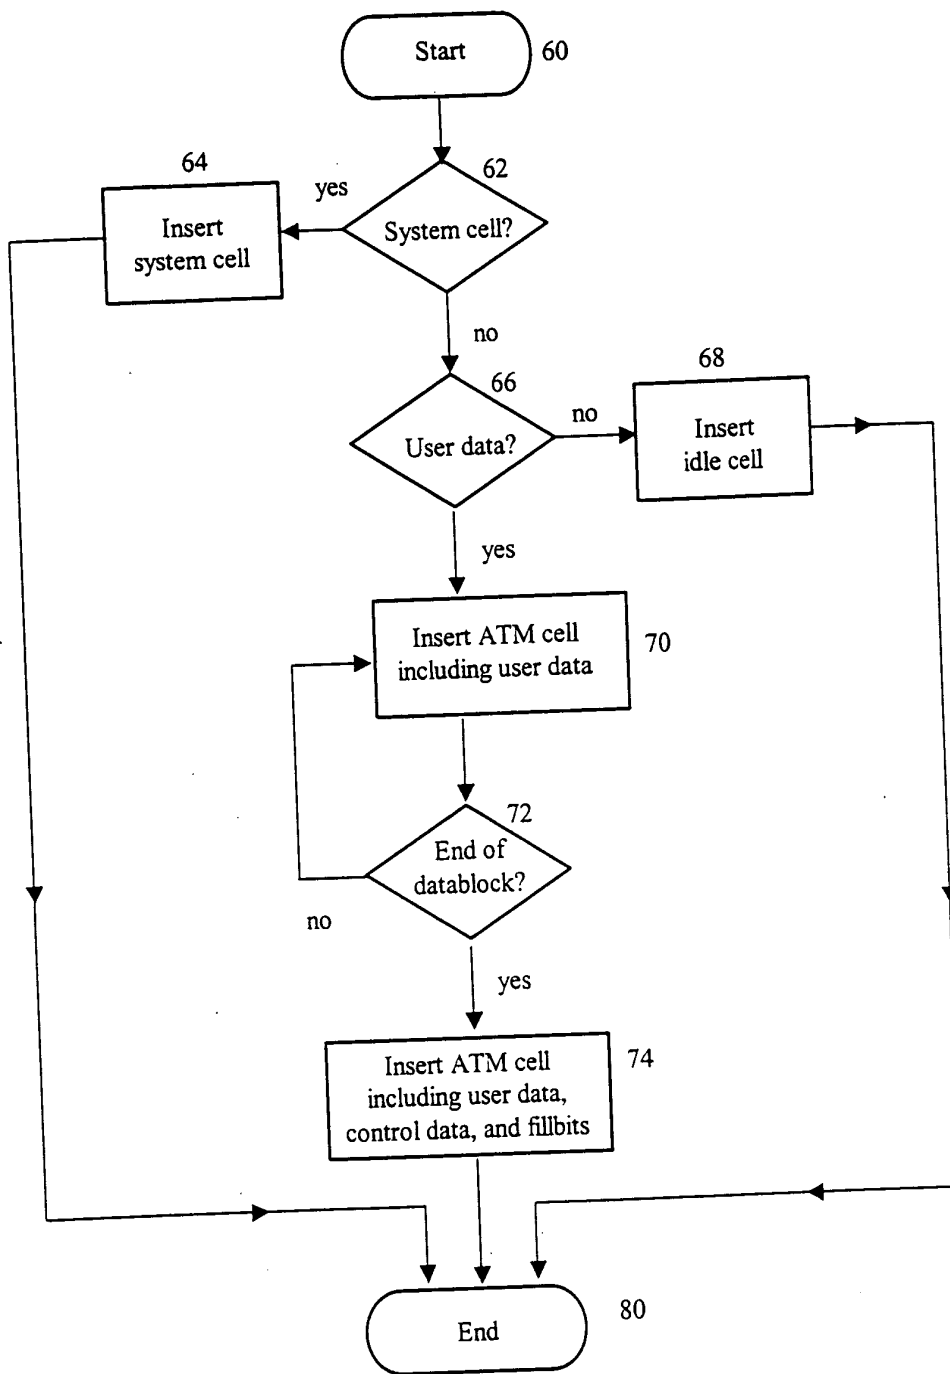 Start
60
62
64
yes
System cell?
Insert
system cell
no
66
68
User data?
no
Insert
idle cell
yes
Insert ATM cell
including user data
70
72
End of
datablock?
no
yes
Insert ATM cell
including user data,
control data, and fillbits
74
End
80